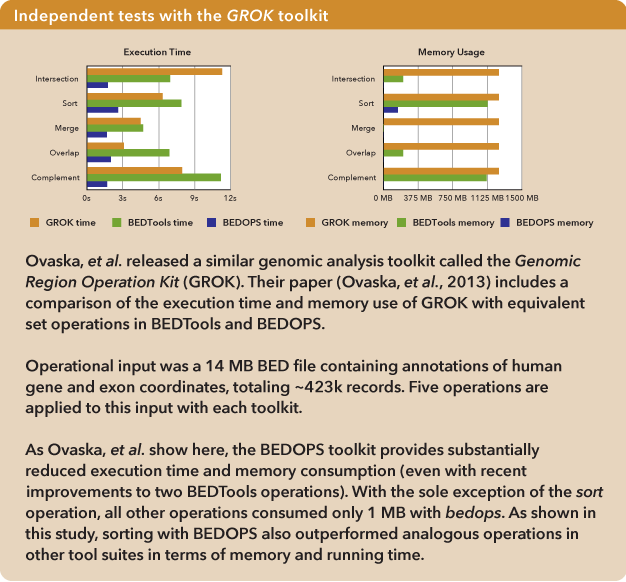 Independent tests with the GROK toolkit
Execution Time
Intersection
Sort
Merge
Overlap
Complement
0s 3s 6s 9s 12s
GROK time BEDTools time BEDOPS time
Memory Usage
Intersection
Sort
Merge
Overlap
Complement
0 MB 375 MB 750 MB 1125 MB 1500 MB
GROK memory BEDTools memory BEDOPS memory
Ovaska, et al. released a similar genomic analysis toolkit called the Genomic
Region Operation Kit (GROK). Their paper (Ovaska, et al., 2013) includes a
comparison of the execution time and memory use of GROK with equivalent
set operations in BEDTools and BEDOPS.
Operational input was a 14 MB BED file containing annotations of human
gene and exon coordinates, totaling ~423k records. Five operations are
applied to this input with each toolkit.
As Ovaska, et al. show here, the BEDOPS toolkit provides substantially
reduced execution time and memory consumption (even with recent
improvements to two BEDTools operations). With the sole exception of the sort
operation, all other operations consumed only 1 MB with bedops. As shown in
this study, sorting with BEDOPS also outperformed analogous operations in
other tool suites in terms of memory and running time.